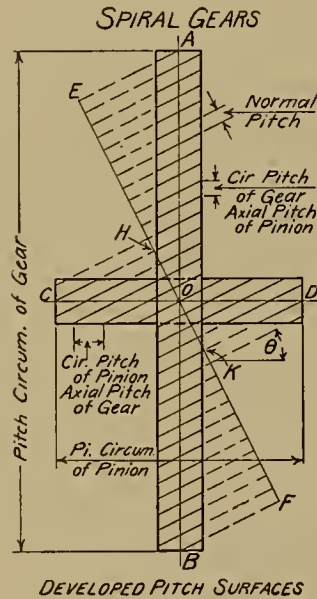 SPIRAL GEARS
A
E
Normal
Pitch
Cir. Pitch
of Gear
Axial Pitch
of Pinion
H
O
C
D
θ
K
Cir. Pitch
of Pinion
Axial Pitch
of Gear
Pitch Circum. of Gear
Pi. Circum.
of Pinion
F
B
DEVELOPED PITCH SURFACES